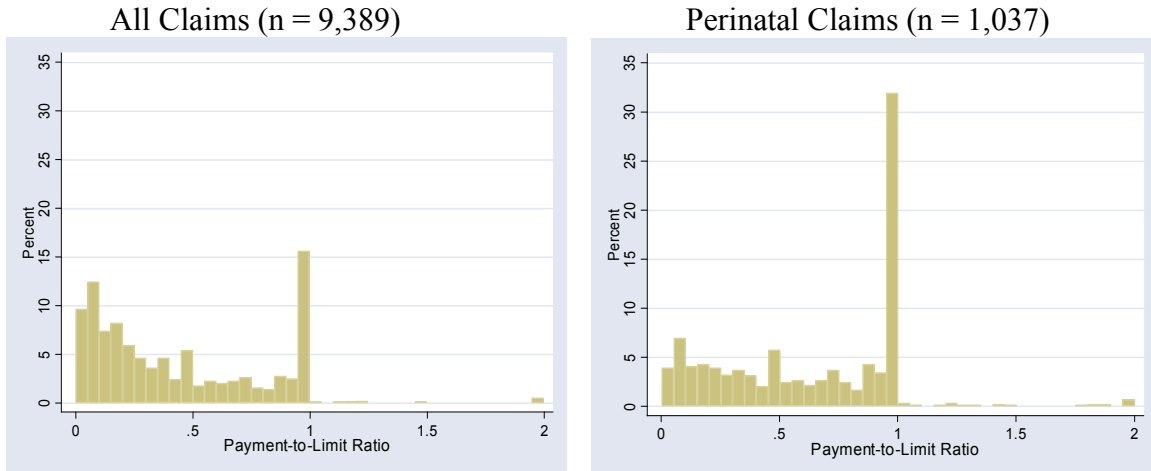 All Claims (n = 9,389)
Percent
35
30
25
20
15
10
5
0
0 .5 1 1.5 2
Payment-to-Limit Ratio
Perinatal Claims (n = 1,037)
Percent
35
30
25
20
15
10
5
0
0 .5 1 1.5 2
Payment-to-Limit Ratio